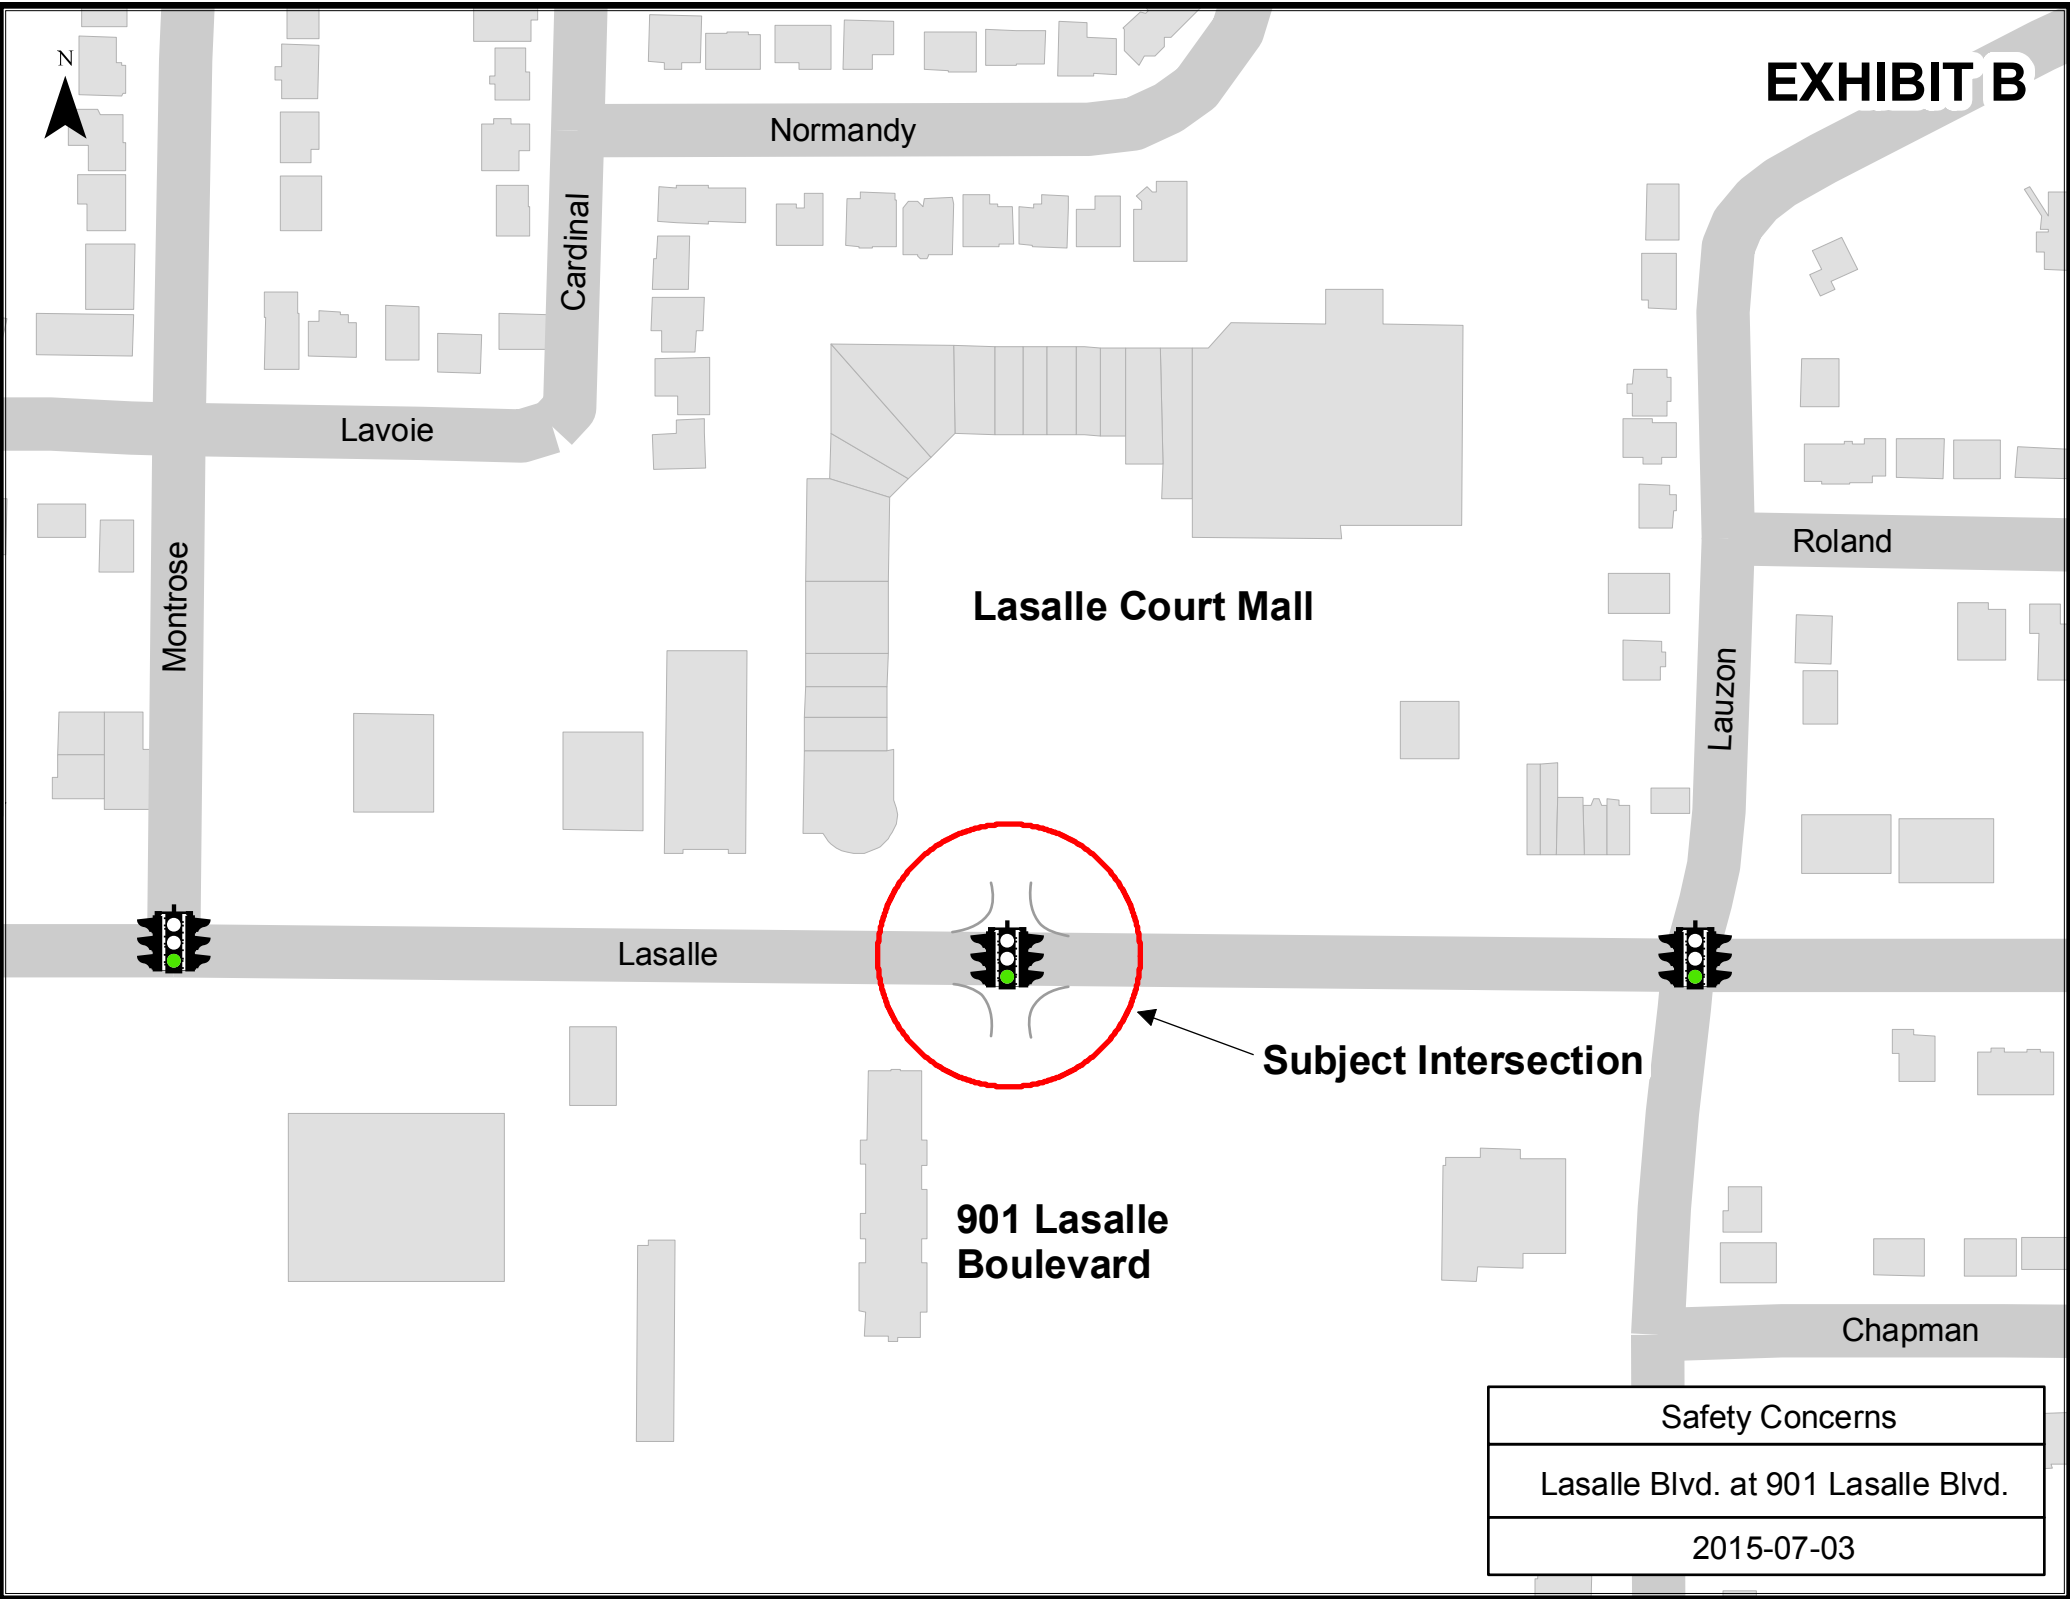 N
EXHIBIT B
Normandy
Cardinal
Lavoie
Roland
Montrose
Lasalle Court Mall
Lauzon
Lasalle
Subject Intersection
901 Lasalle
Boulevard
Chapman
Safety Concerns
Lasalle Blvd. at 901 Lasalle Blvd.
2015-07-03